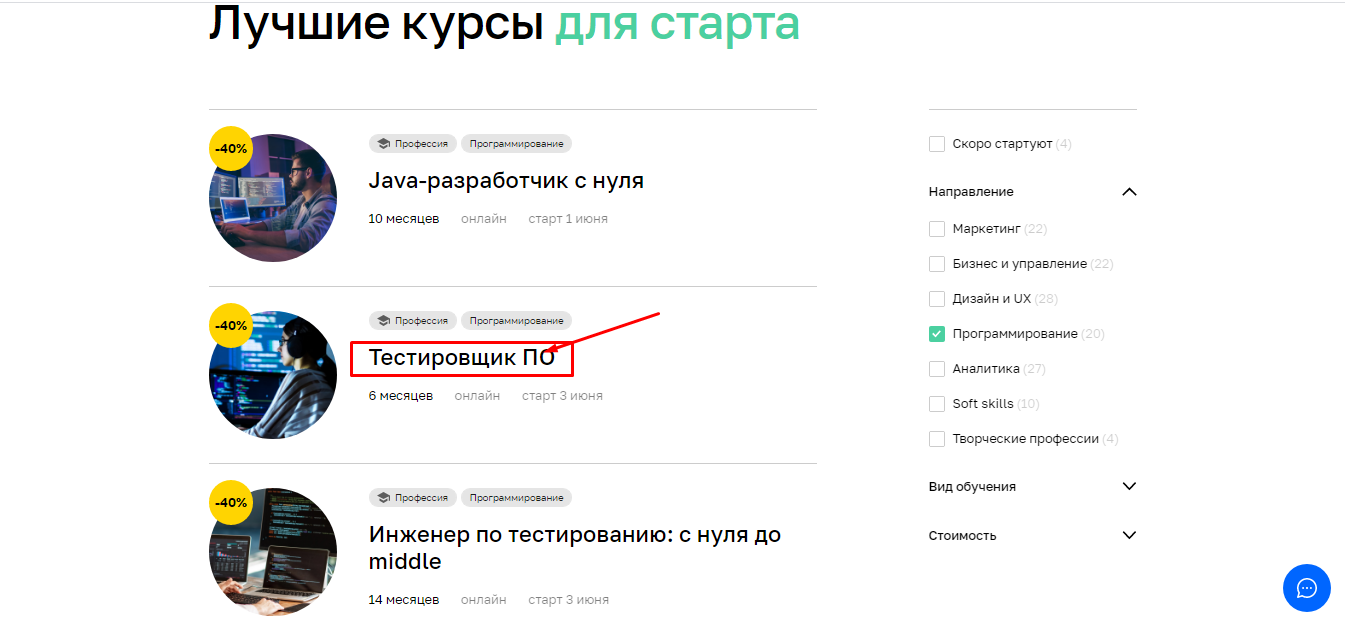 Лучшие курсы для старта
-40%
Профессия Программирование
Java-разработчик с нуля
10 месяцев онлайн старт 1 июня
-40%
Профессия Программирование
Тестировщик ПО
6 месяцев онлайн старт 3 июня
-40%
Профессия Программирование
Инженер по тестированию: с нуля до
middle
14 месяцев онлайн старт 3 июня
Скоро стартуют (4)
Направление
Маркетинг (22)
Бизнес и управление (22)
Дизайн и UX (28)
Программирование (20)
Аналитика (27)
Soft skills (10)
Творческие профессии (4)
Вид обучения
Стоимость